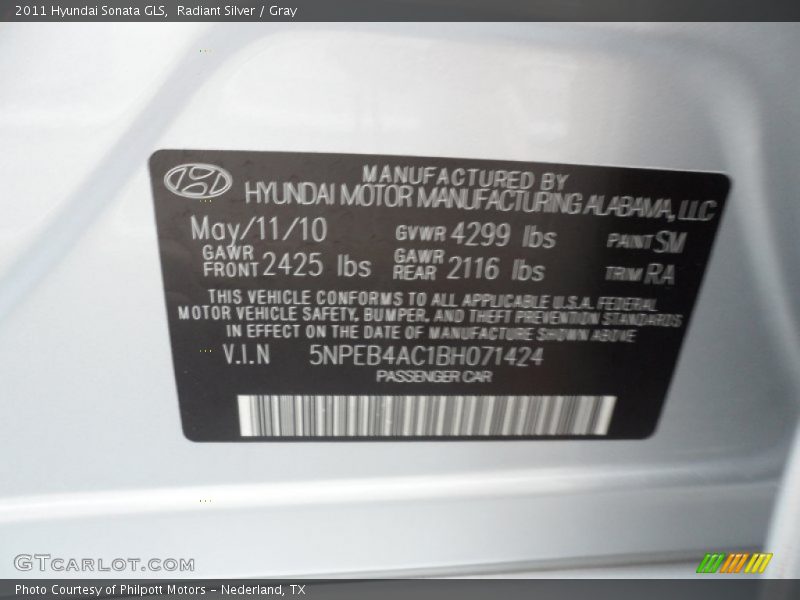 2011 Hyundai Sonata GLS, Radiant Silver / Gray
MANUFACTURED BY
HYUNDAI MOTOR MANUFACTURING ALABAMA, LLC
May/11/10 GVWR 4299 lbs PAINT SM
GAWR FRONT 2425 lbs GAWR REAR 2116 lbs TRIM RA
THIS VEHICLE CONFORMS TO ALL APPLICABLE U.S.A. FEDERAL
MOTOR VEHICLE SAFETY, BUMPER, AND THEFT PREVENTION STANDARDS
IN EFFECT ON THE DATE OF MANUFACTURE SHOWN ABOVE
V.I.N 5NPEB4AC1BH071424
PASSENGER CAR
GTCARLOT.COM
Photo Courtesy of Philpott Motors - Nederland, TX